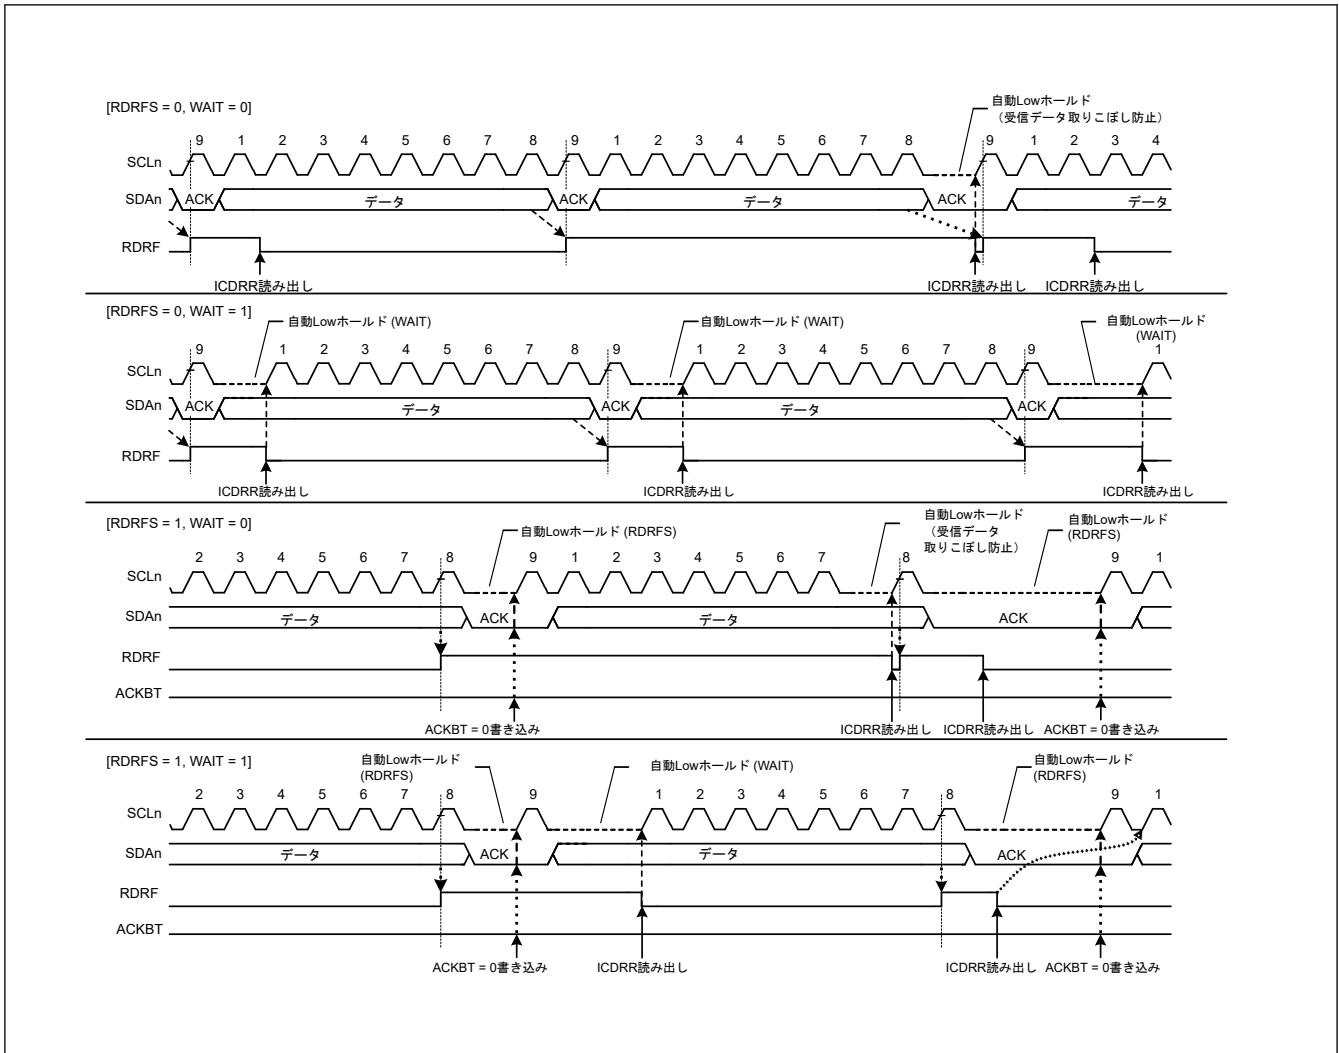 [RDRFS = 0, WAIT = 0]
自動Lowホールド
（受信データ取りこぼし防止）
9 1 2 3 4 5 6 7 8 9 1 2 3 4 5 6 7 8 9 1 2 3 4
SCLn
SDAn ACK データ ACK データ ACK データ
RDRF
ICDRR読み出し ICDRR読み出し ICDRR読み出し
[RDRFS = 0, WAIT = 1]
自動Lowホールド (WAIT) 自動Lowホールド (WAIT) 自動Lowホールド
(WAIT)
9 1 2 3 4 5 6 7 8 9 1 2 3 4 5 6 7 8 9 1
SCLn
SDAn ACK データ ACK データ ACK
RDRF
ICDRR読み出し ICDRR読み出し ICDRR読み出し
[RDRFS = 1, WAIT = 0]
自動Lowホールド (RDRFS)
自動Lowホールド
（受信データ
取りこぼし防止）
自動Lowホールド
(RDRFS)
2 3 4 5 6 7 8 9 1 2 3 4 5 6 7 8 9 1
SCLn
SDAn データ ACK データ ACK
RDRF
ACKBT
ACKBT = 0書き込み ICDRR読み出し ICDRR読み出し ACKBT = 0書き込み
[RDRFS = 1, WAIT = 1]
自動Lowホールド
(RDRFS)
自動Lowホールド (WAIT)
自動Lowホールド
(RDRFS)
2 3 4 5 6 7 8 9 1 2 3 4 5 6 7 8 9 1
SCLn
SDAn データ ACK データ ACK
RDRF
ACKBT
ACKBT = 0書き込み ICDRR読み出し ICDRR読み出し ACKBT = 0書き込み